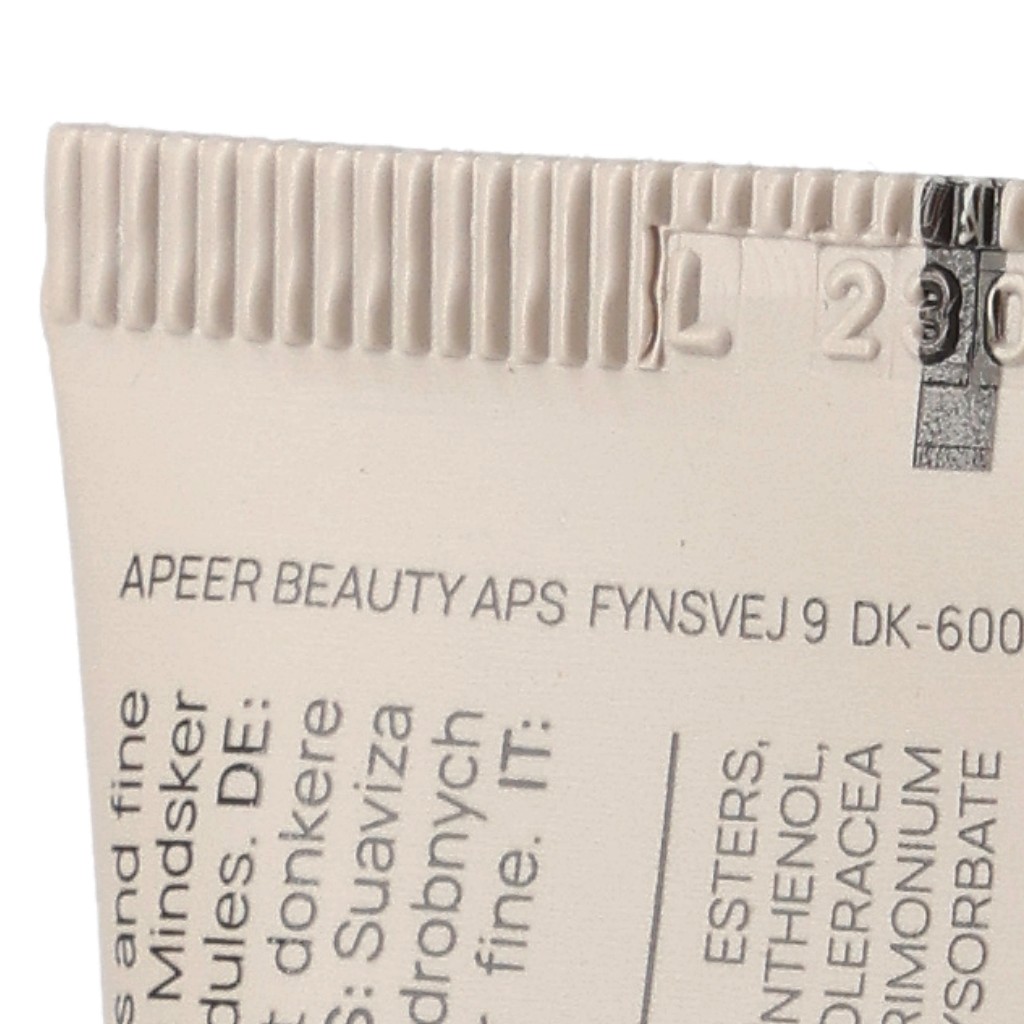 L 230
APEER BEAUTY APS FYNSVEJ 9 DK-600
s and fine
Mindsker
dules. DE:
t donkere
S: Suaviza
drobnych
fine. IT:
ESTERS,
NTHENOL,
OLERACEA
RIMONIUM
YSORBATE